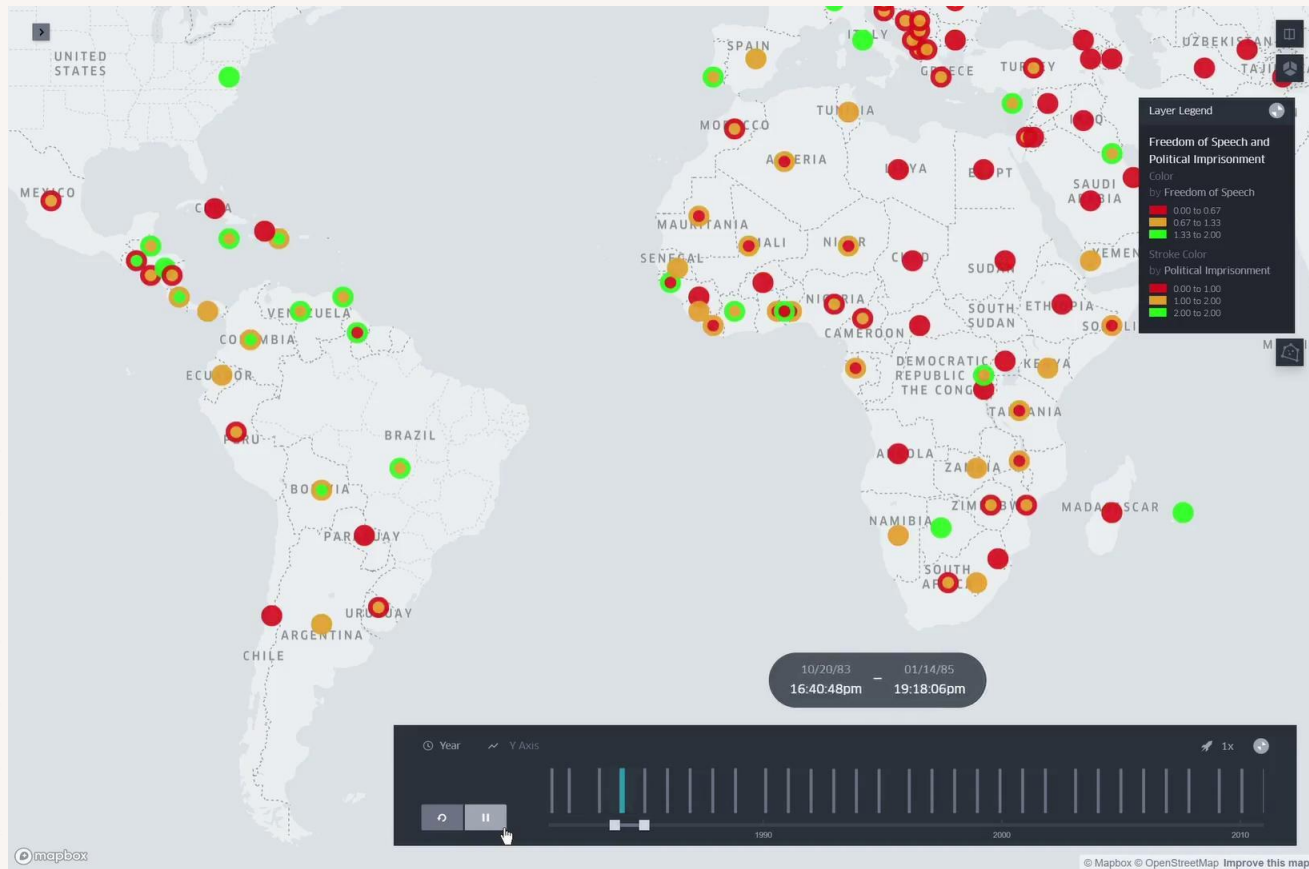 UNITED
STATES
MEXICO
VENEZUELA
COLOMBIA
ECUADOR
PERU
BRAZIL
BOLIVIA
PARAGUAY
URUGUAY
ARGENTINA
CHILE
SPAIN
ITALY
GREECE
TURKEY
UZBEKISTAN
TUNISIA
MOROCCO
ALGERIA
EGYPT
IRAQ
SAUDI
ARABIA
YEMEN
MAURITANIA
MALI
NIGER
SUDAN
SENEGAL
NIGERIA
CAMEROON
SOUTH
SUDAN
ETHIOPIA
DEMOCRATIC
REPUBLIC
THE CONG
KENYA
TANZANIA
ANGOLA
ZAMBIA
NAMIBIA
MADAGASCAR
SOUTH
AFRICA
Layer Legend
Freedom of Speech and
Political Imprisonment
Color
by Freedom of Speech
0.00 to 0.67
0.67 to 1.33
1.33 to 2.00
Stroke Color
by Political Imprisonment
0.00 to 1.00
1.00 to 2.00
2.00 to 2.00
10/20/83 – 01/14/85
16:40:48pm 19:18:06pm
Year Y Axis 1x
1990 2000 2010
mapbox
© Mapbox © OpenStreetMap Improve this map